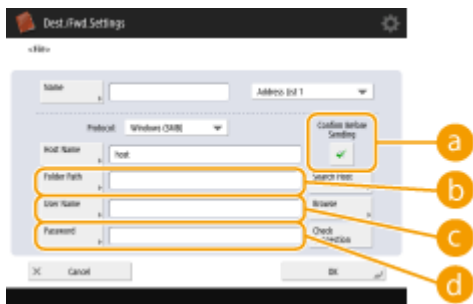 Dest./Fwd.Settings
<File>
Name
Address List 1
Protocol: Windows (SMB)
Confirm Before
Sending
a
Host Name
host
Folder Path
Search Host
b
User Name
Browse
c
Password
Check
d
Cancel
OK